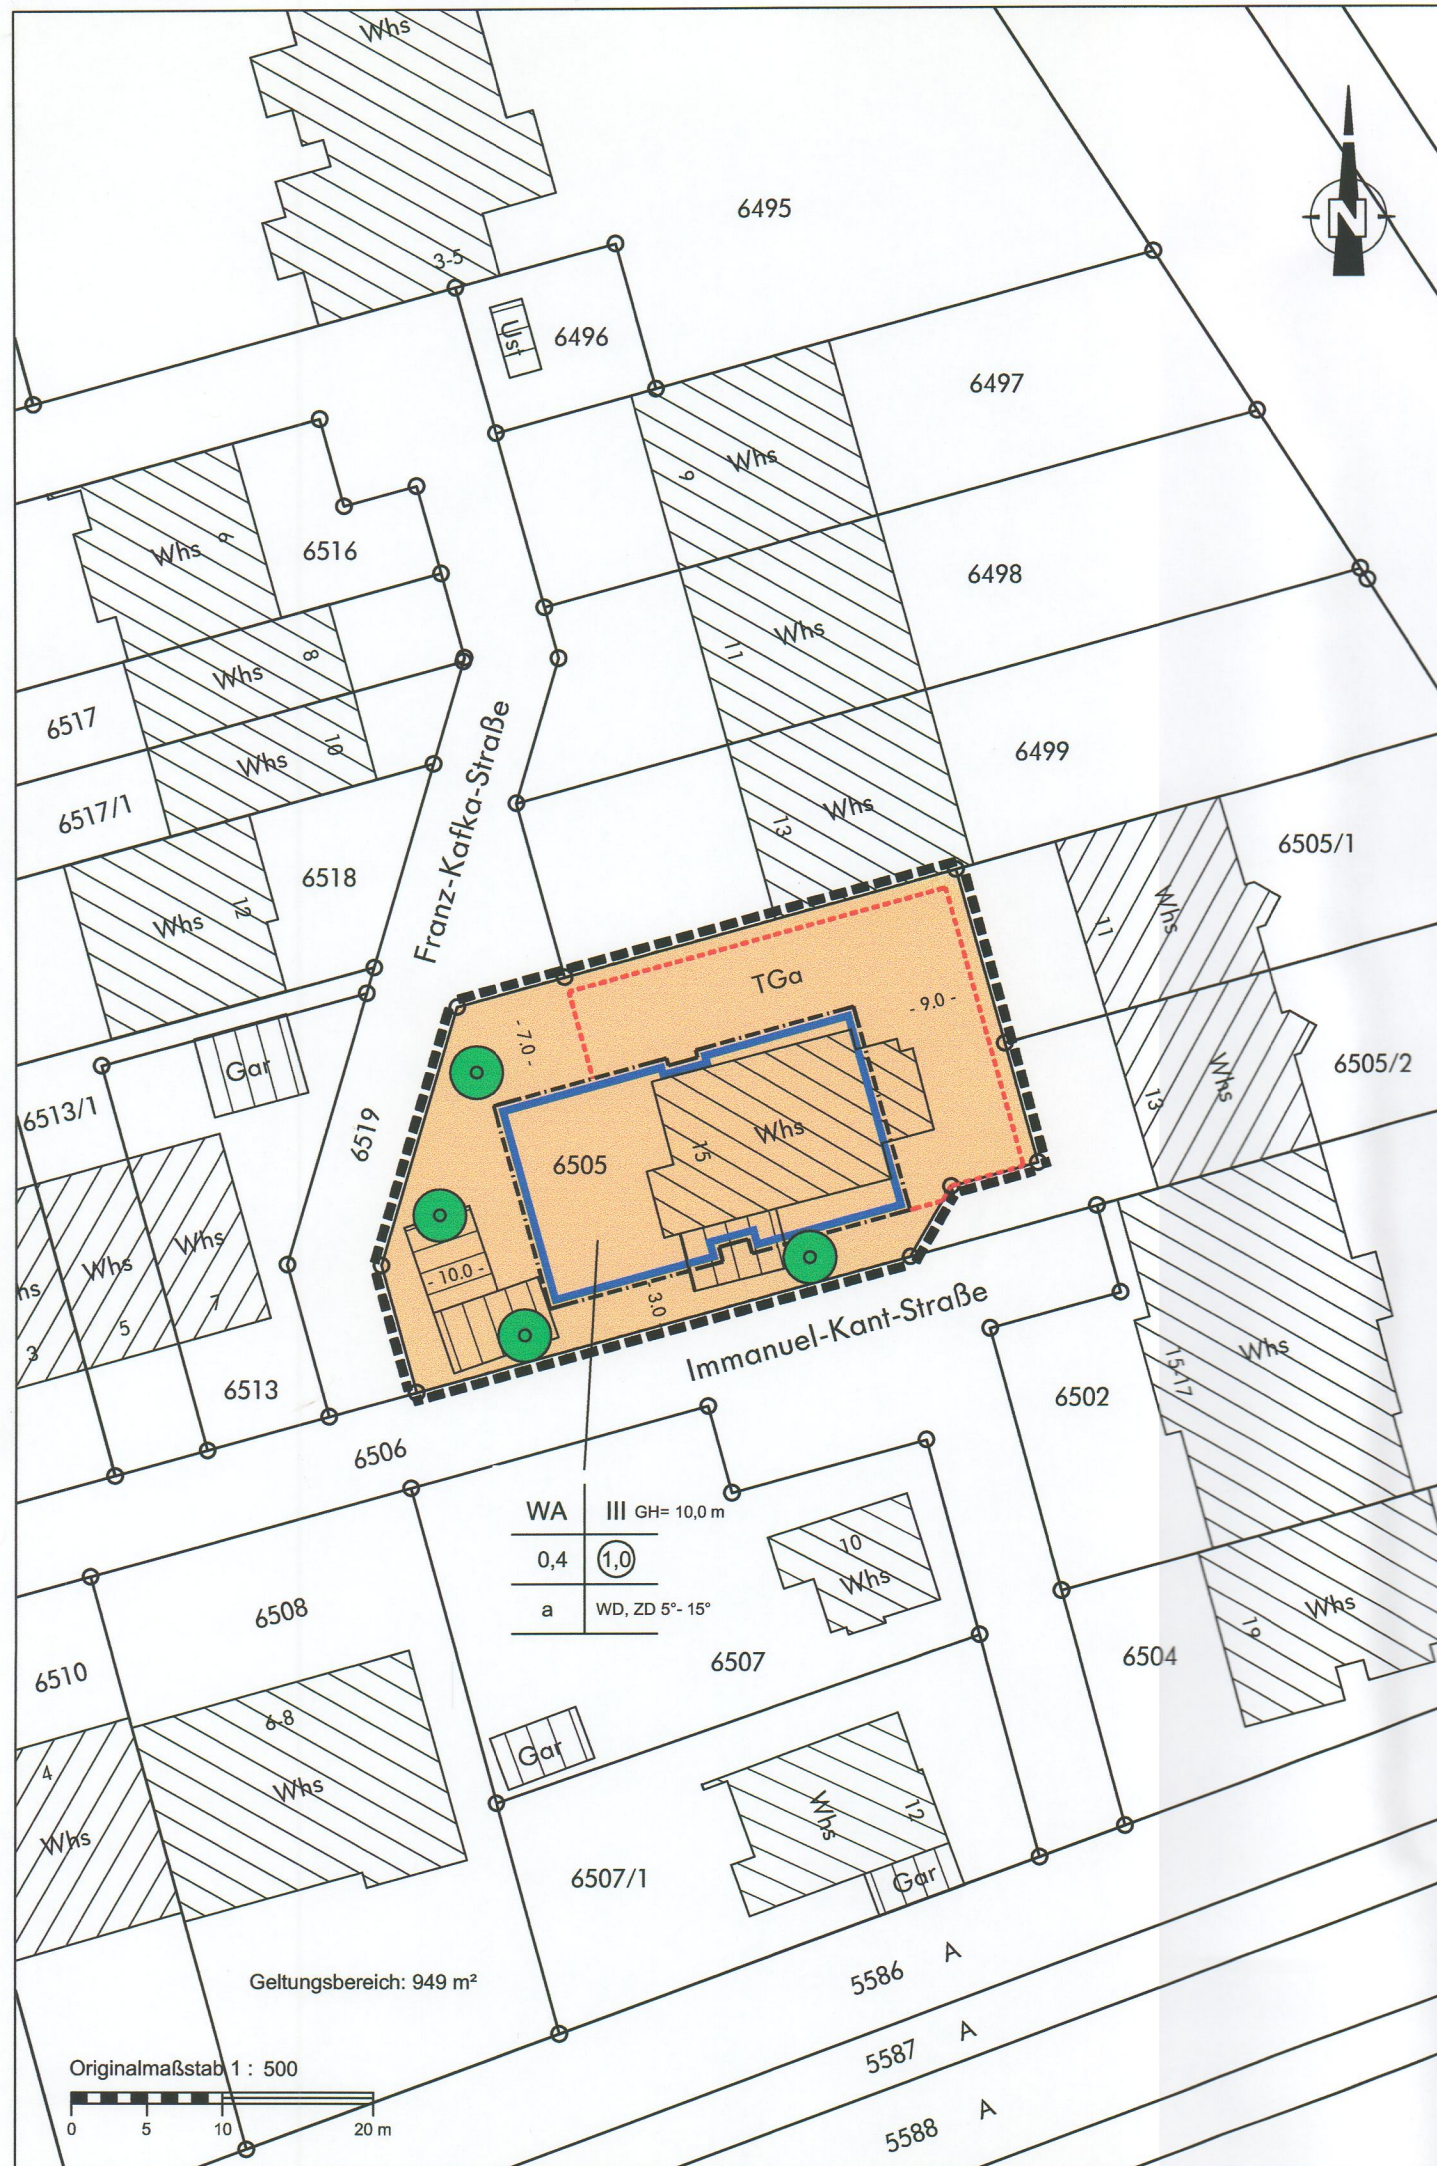 Whs
N
6495
3-5
Ust
6496
6497
9
Whs
Whs
6
6516
6498
11
Whs
Whs
8
6517
Whs
10
6499
6517/1
Franz-Kafka-Straße
13
Whs
6518
6505/1
Whs
12
11
Whs
TGa
- 9.0 -
- 7.0 -
Gar
6505/2
6513/1
6519
13
Whs
15
Whs
6505
Whs
Whs
hs
7
5
3
- 10.0 -
3.0
Immanuel-Kant-Straße
15-17
Whs
6513
6502
6506
WA III GH= 10,0 m
0,4 1,0
a WD, ZD 5°- 15°
10
Whs
6508
Whs
19
6510
6507
6504
6-8
Whs
4
Whs
Gar
Whs
12
Gar
6507/1
5586 A
Geltungsbereich: 949 m²
5587 A
Originalmaßstab 1 : 500
0 5 10 20 m
5588 A